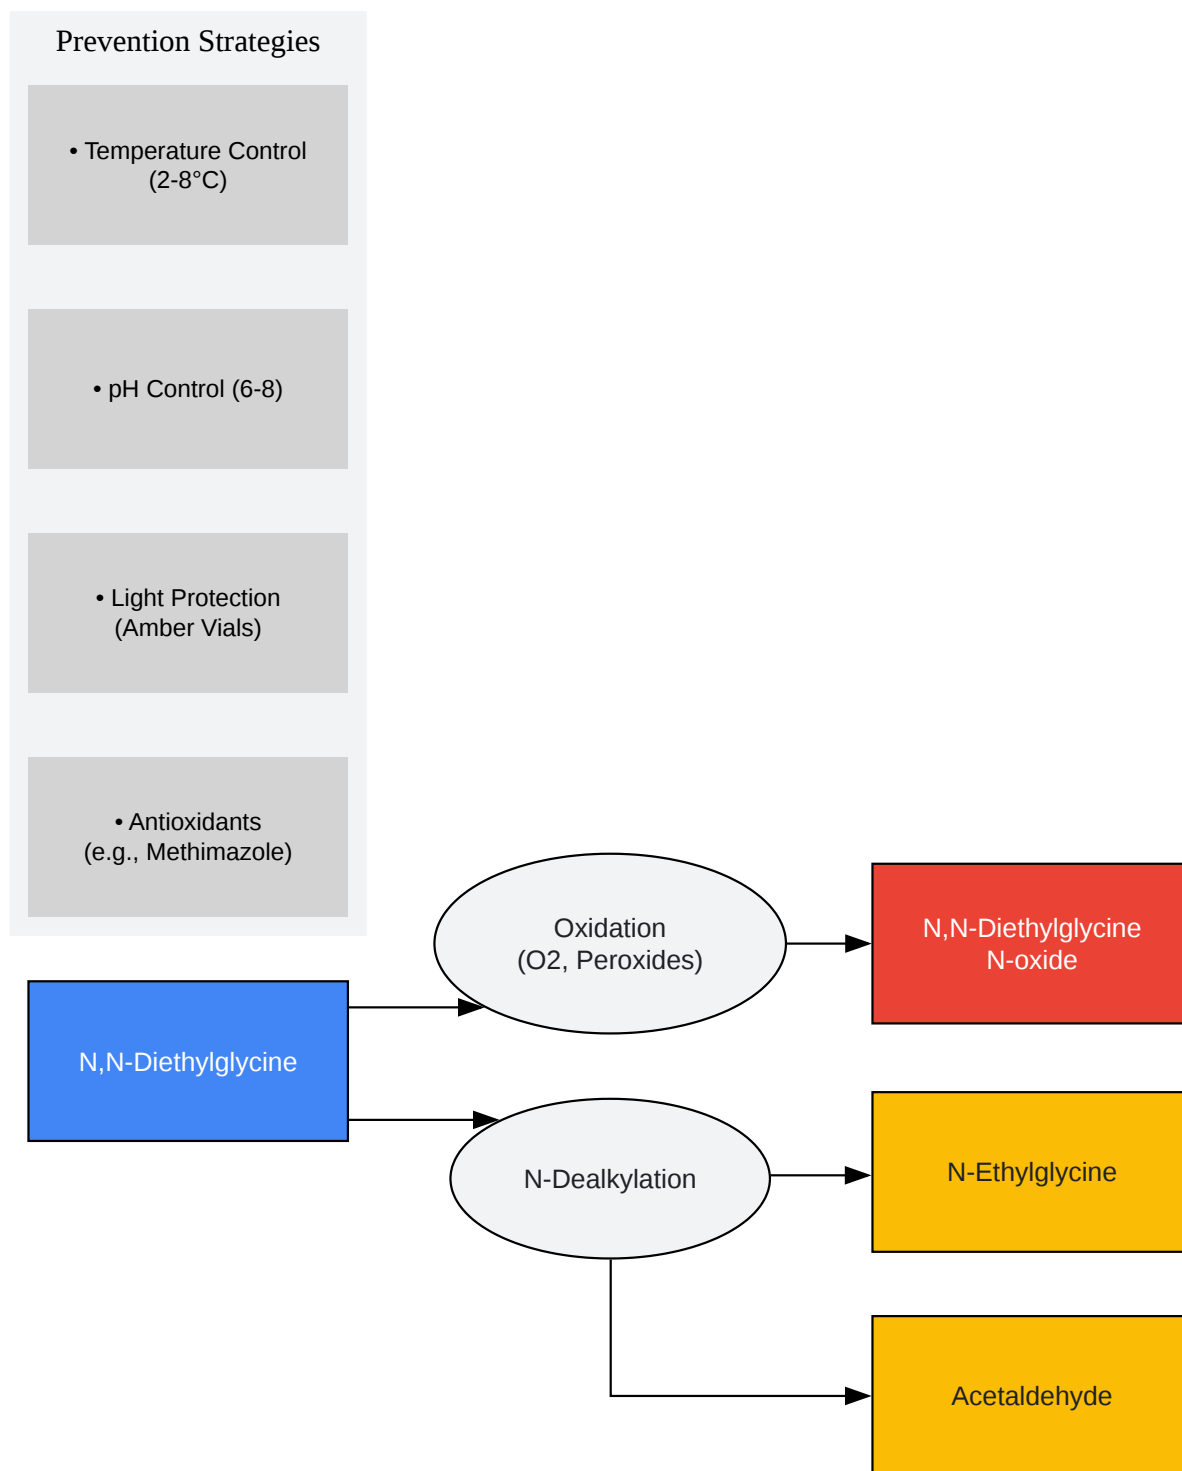 Prevention Strategies
• Temperature Control
(2-8°C)
• pH Control (6-8)
• Light Protection
(Amber Vials)
• Antioxidants
(e.g., Methimazole)
Oxidation
(O2, Peroxides)
N,N-Diethylglycine
N-oxide
N,N-Diethylglycine
N-Dealkylation
N-Ethylglycine
Acetaldehyde